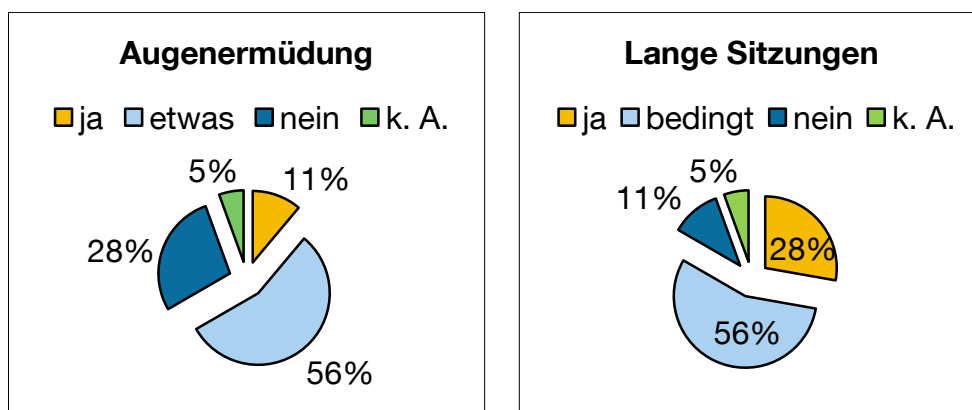 Augenermüdung
ja etwas nein k. A.
5%
11%
28%
56%
Lange Sitzungen
ja bedingt nein k. A.
5%
11%
28%
56%